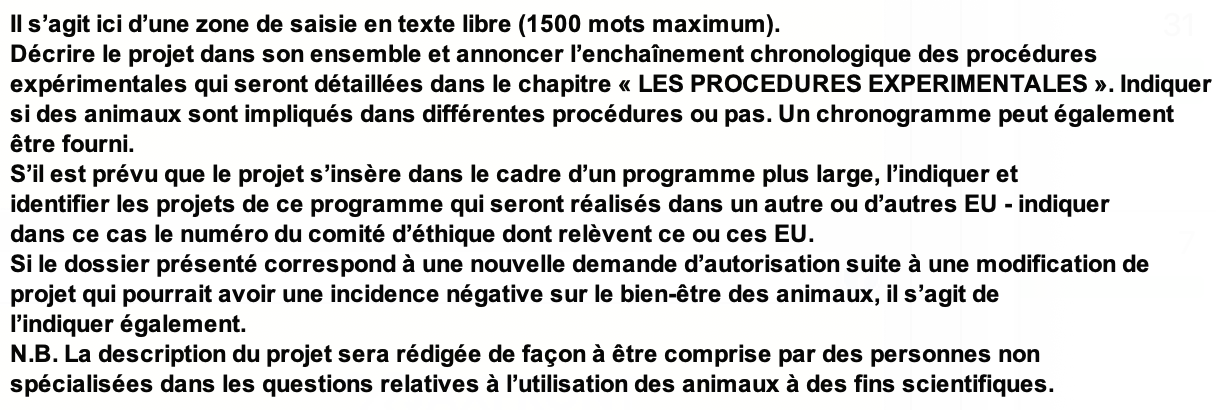 Il s’agit ici d’une zone de saisie en texte libre (1500 mots maximum).
Décrire le projet dans son ensemble et annoncer l’enchaînement chronologique des procédures
expérimentales qui seront détaillées dans le chapitre « LES PROCEDURES EXPERIMENTALES ». Indiquer
si des animaux sont impliqués dans différentes procédures ou pas. Un chronogramme peut également
être fourni.
S’il est prévu que le projet s’insère dans le cadre d’un programme plus large, l’indiquer et
identifier les projets de ce programme qui seront réalisés dans un autre ou d’autres EU - indiquer
dans ce cas le numéro du comité d’éthique dont relèvent ce ou ces EU.
Si le dossier présenté correspond à une nouvelle demande d’autorisation suite à une modification de
projet qui pourrait avoir une incidence négative sur le bien-être des animaux, il s’agit de
l’indiquer également.
N.B. La description du projet sera rédigée de façon à être comprise par des personnes non
spécialisées dans les questions relatives à l’utilisation des animaux à des fins scientifiques.